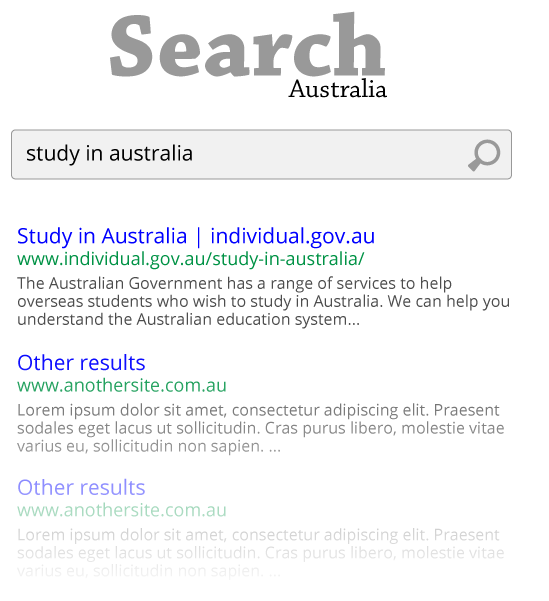 Search
Australia
study in australia
Study in Australia | individual.gov.au
www.individual.gov.au/study-in-australia/
The Australian Government has a range of services to help
overseas students who wish to study in Australia. We can help you
understand the Australian education system...
Other results
www.anothersite.com.au
Lorem ipsum dolor sit amet, consectetur adipiscing elit. Praesent
sodales eget lacus ut sollicitudin. Cras purus libero, molestie vitae
varius eu, sollicitudin non sapien. ...
Other results
www.anothersite.com.au
Lorem ipsum dolor sit amet, consectetur adipiscing elit. Praesent
sodales eget lacus ut sollicitudin. Cras purus libero, molestie vitae
varius eu, sollicitudin non sapien. ...